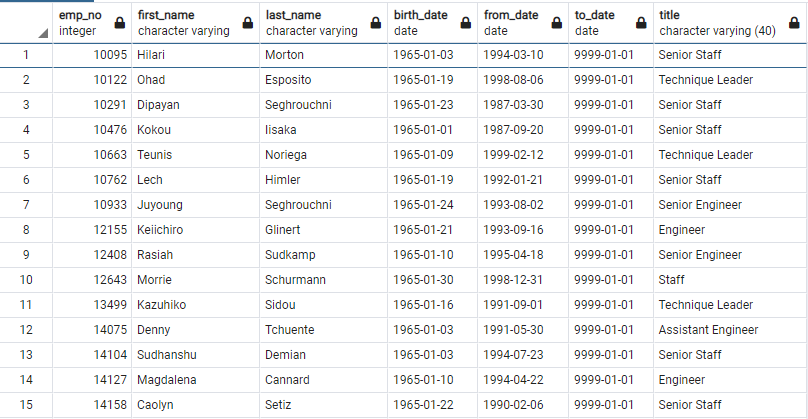 emp_no first_name last_name birth_date from_date to_date title
integer character varying character varying date date date character varying (40)
1 10095 Hilari Morton 1965-01-03 1994-03-10 9999-01-01 Senior Staff
2 10122 Ohad Esposito 1965-01-19 1998-08-06 9999-01-01 Technique Leader
3 10291 Dipayan Seghrouchni 1965-01-23 1987-03-30 9999-01-01 Senior Staff
4 10476 Kokou Iisaka 1965-01-01 1987-09-20 9999-01-01 Senior Staff
5 10663 Teunis Noriega 1965-01-09 1999-02-12 9999-01-01 Technique Leader
6 10762 Lech Himler 1965-01-19 1992-01-21 9999-01-01 Senior Staff
7 10933 Juyoung Seghrouchni 1965-01-24 1993-08-02 9999-01-01 Senior Engineer
8 12155 Keiichiro Glinert 1965-01-21 1993-09-16 9999-01-01 Engineer
9 12408 Rasiah Sudkamp 1965-01-10 1995-04-18 9999-01-01 Senior Engineer
10 12643 Morrie Schurmann 1965-01-30 1998-12-31 9999-01-01 Staff
11 13499 Kazuhiko Sidou 1965-01-16 1991-09-01 9999-01-01 Technique Leader
12 14075 Denny Tchuente 1965-01-03 1991-05-30 9999-01-01 Assistant Engineer
13 14104 Sudhanshu Demian 1965-01-03 1994-07-23 9999-01-01 Senior Staff
14 14127 Magdalena Cannard 1965-01-10 1994-04-22 9999-01-01 Engineer
15 14158 Caolyn Setiz 1965-01-22 1990-02-06 9999-01-01 Senior Staff